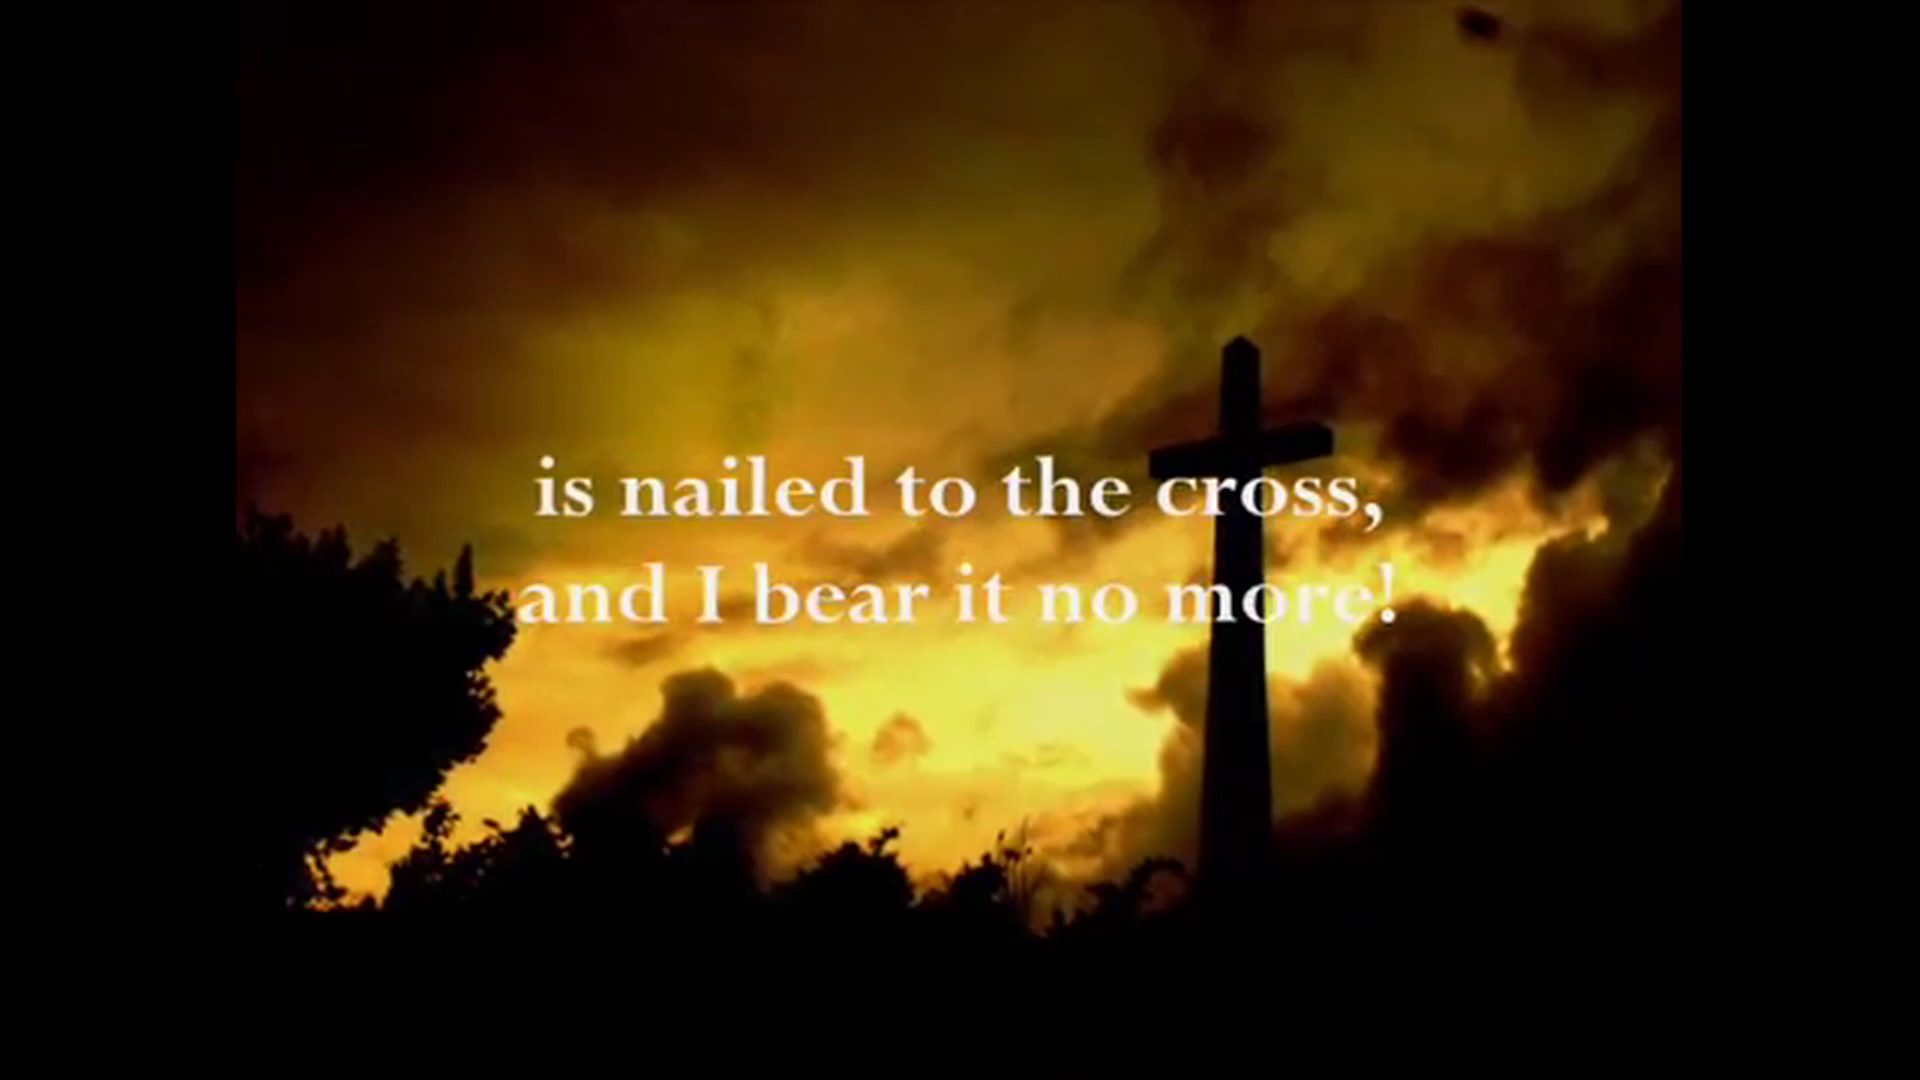 is nailed to the cross,
and I bear it no more!